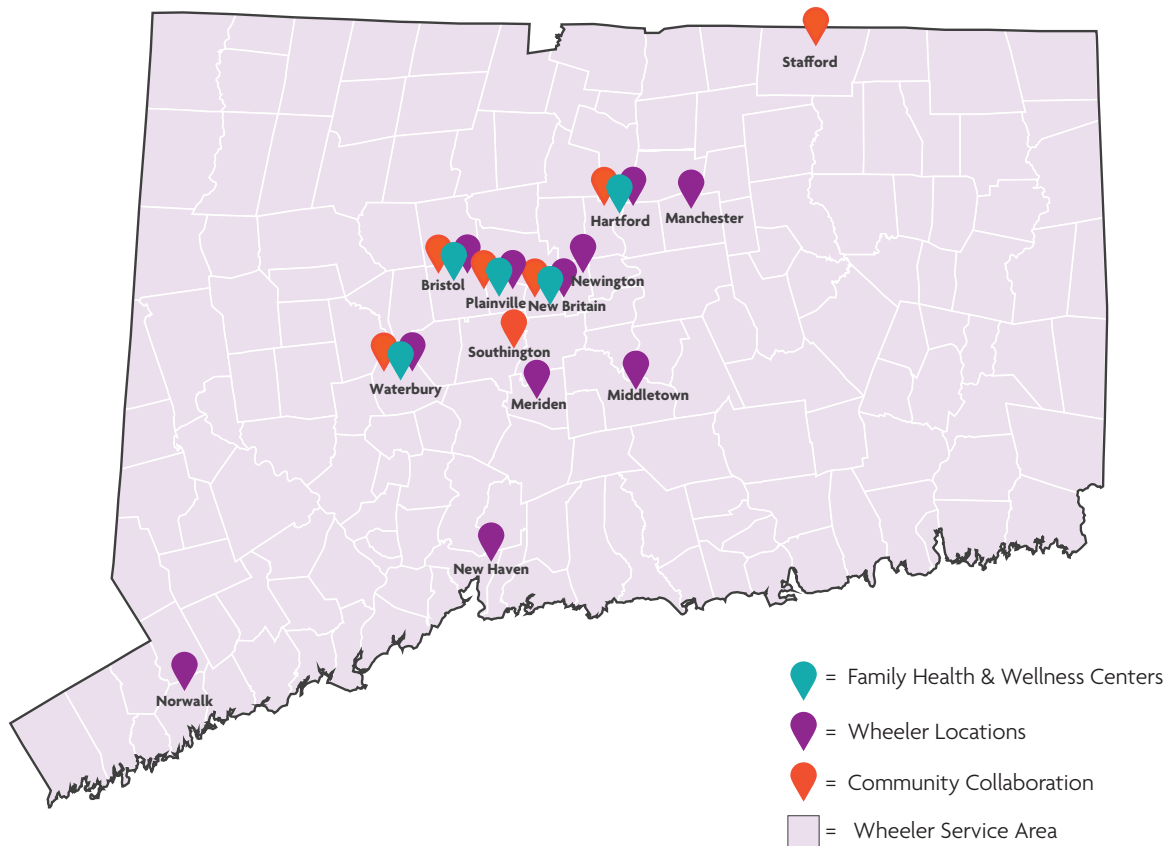 Stafford
Hartford
Manchester
Bristol
Newington
Plainville
New Britain
Southington
Waterbury
Meriden
Middletown
New Haven
Norwalk
= Family Health & Wellness Centers
= Wheeler Locations
= Community Collaboration
= Wheeler Service Area